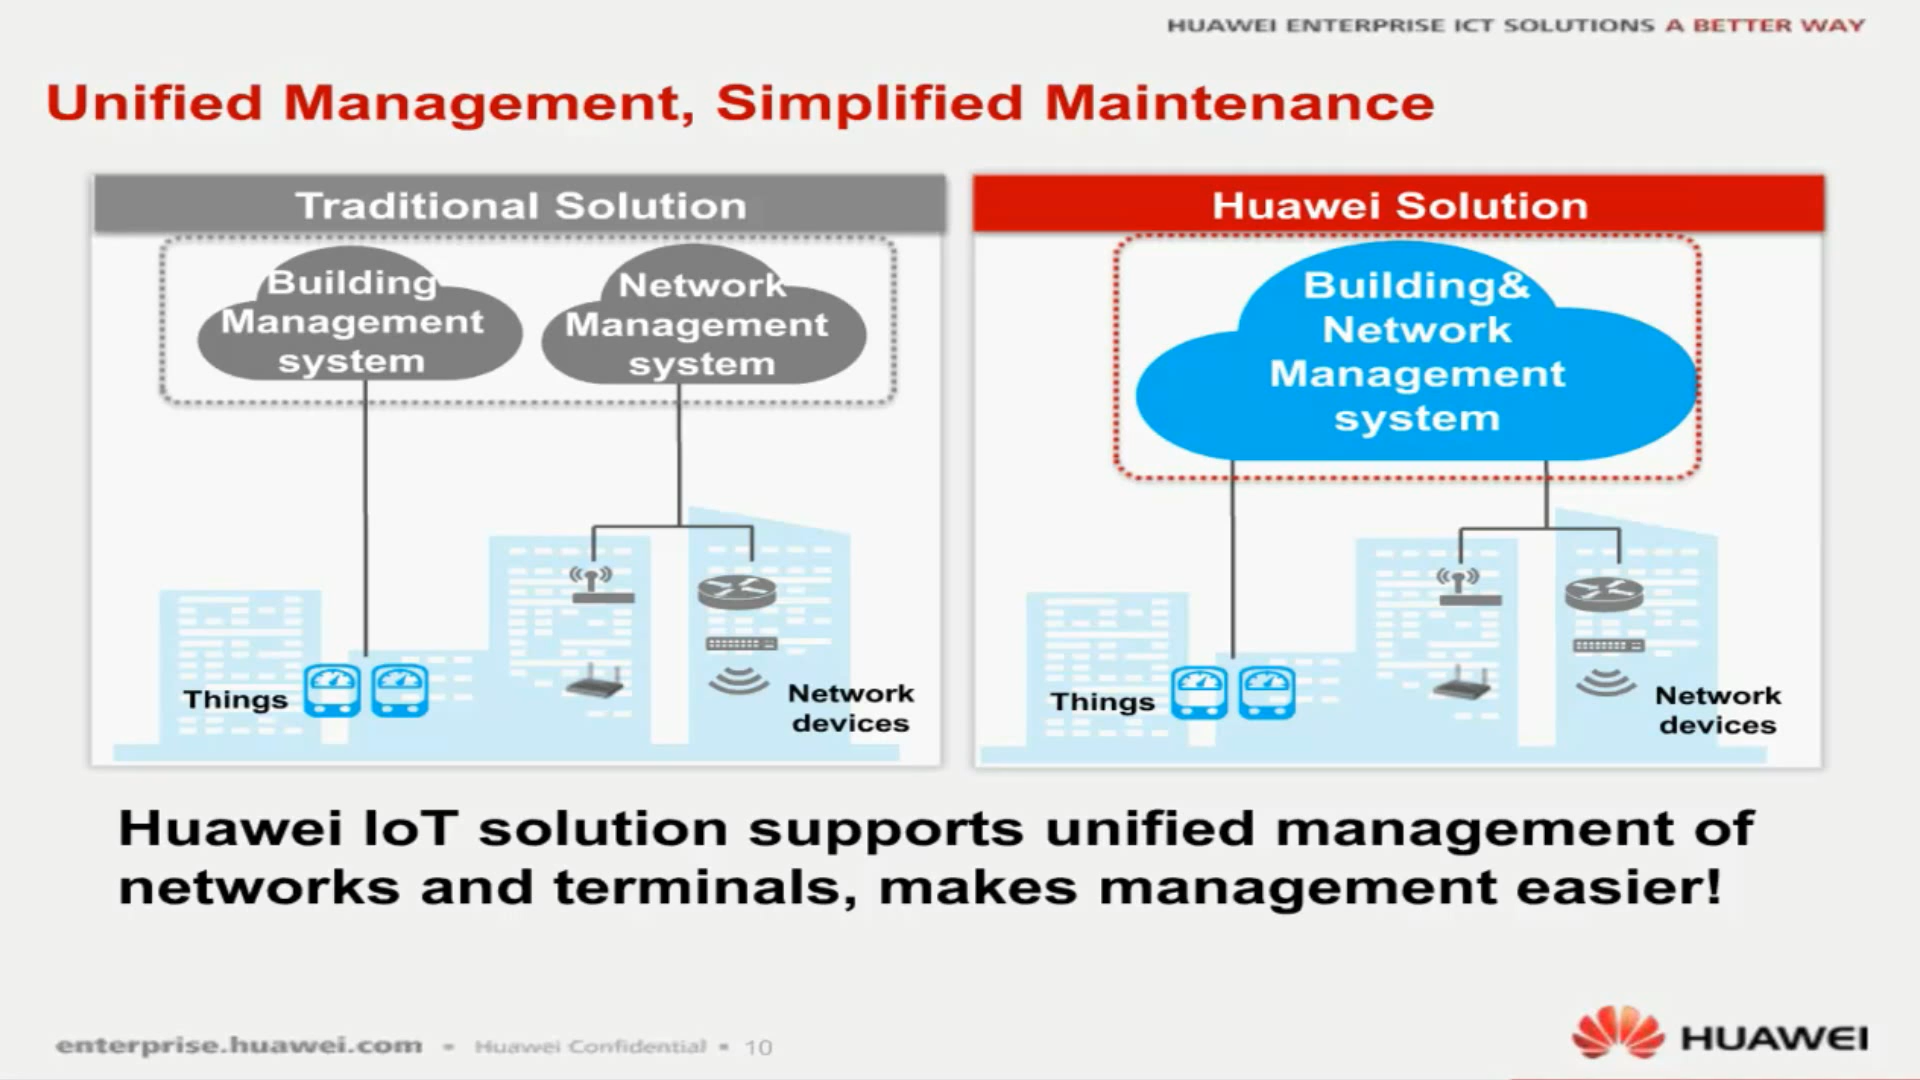 HUAWEI ENTERPRISE ICT SOLUTIONS A BETTER WAY
Unified Management, Simplified Maintenance
Traditional Solution
Building
Management
system
Network
Management
system
Things
Network
devices
Huawei Solution
Building&
Network
Management
system
Things
Network
devices
Huawei IoT solution supports unified management of
networks and terminals, makes management easier!
enterprise.huawei.com • Huawei Confidential • 10
HUAWEI